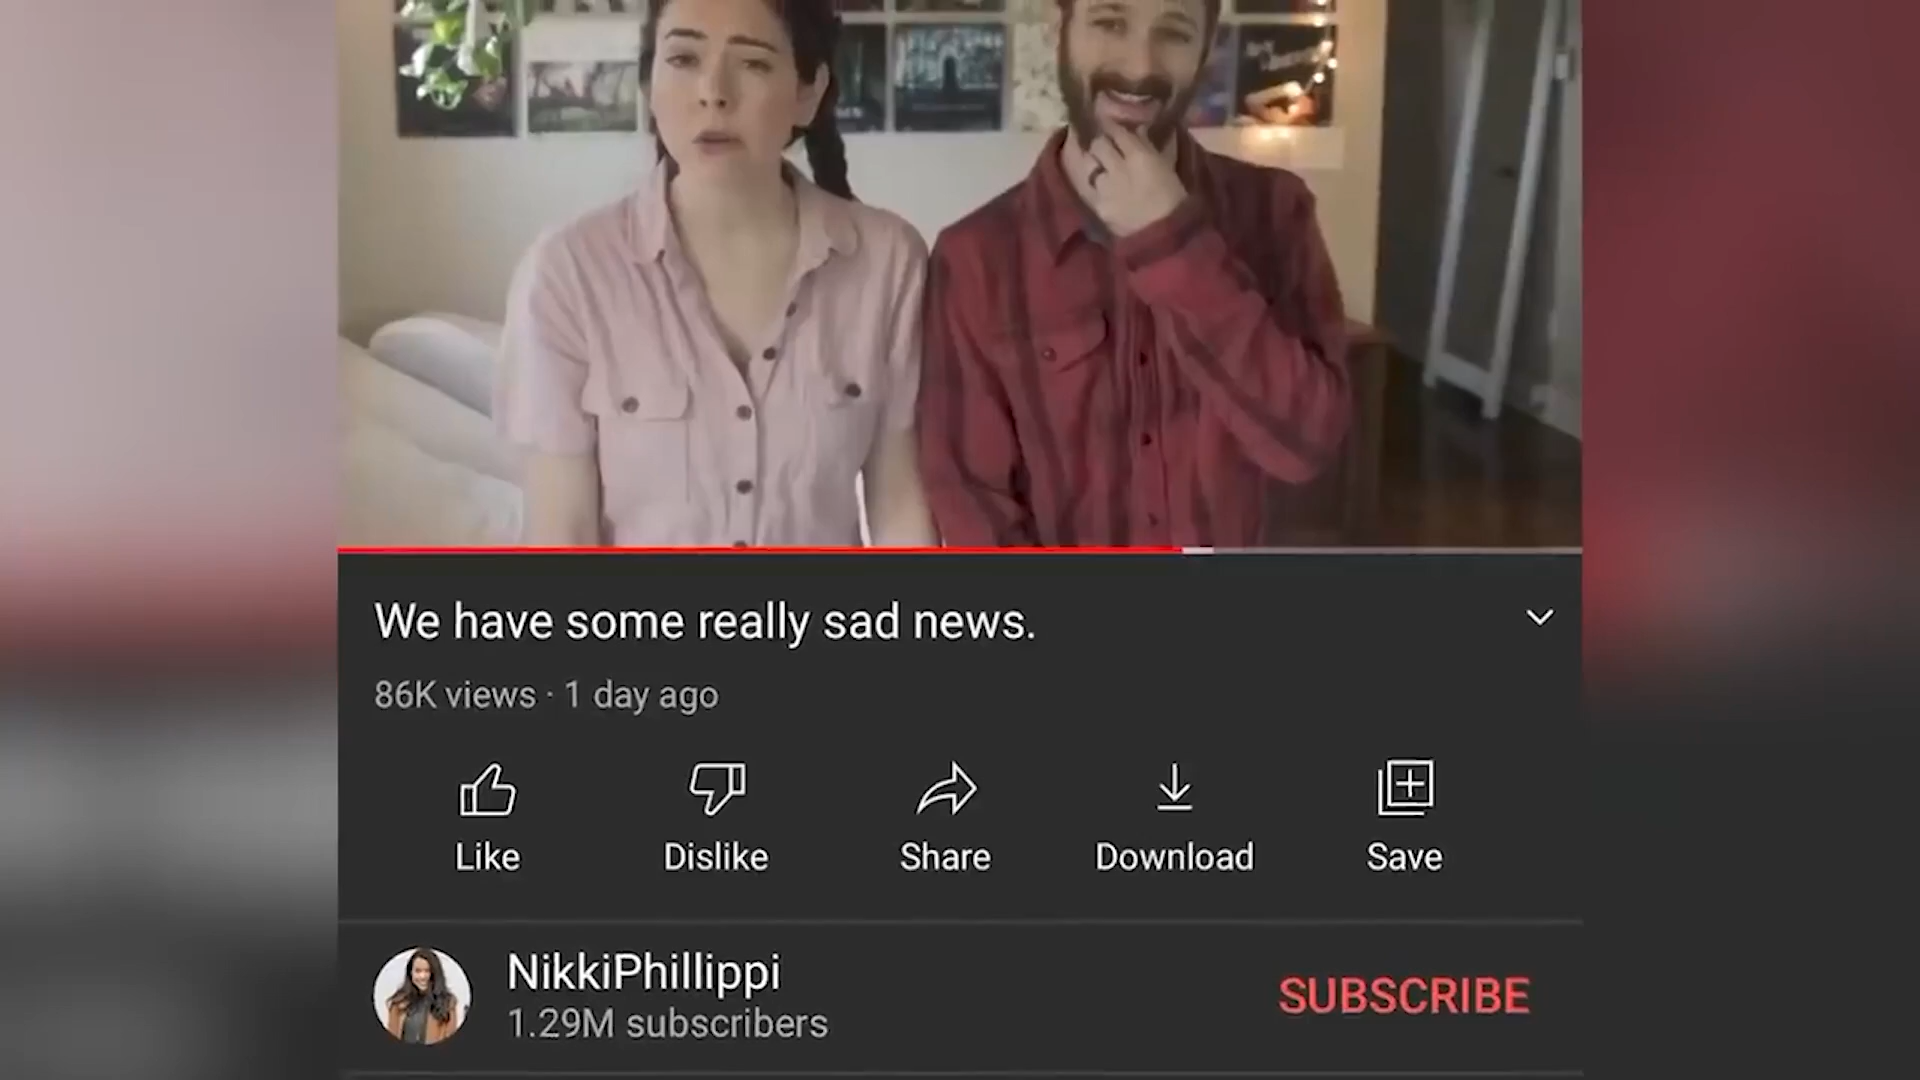 We have some really sad news.
86K views · 1 day ago
Like
Dislike
Share
Download
Save
NikkiPhillippi
1.29M subscribers
SUBSCRIBE